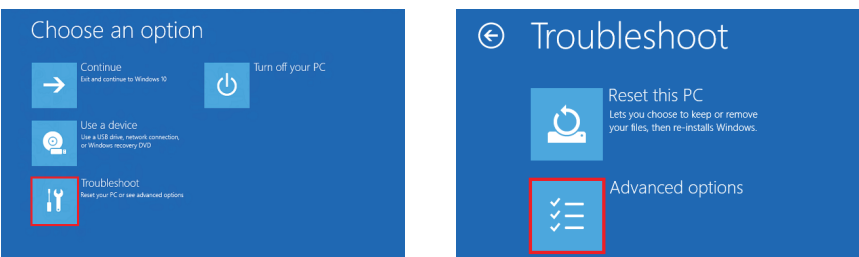 Choose an option
Continue
Exit and continue to Windows 10
Turn off your PC
Use a device
Use a USB drive, network connection,
or Windows recovery DVD
Troubleshoot
Reset your PC or see advanced options
Troubleshoot
Reset this PC
Lets you choose to keep or remove
your files, then re-installs Windows.
Advanced options